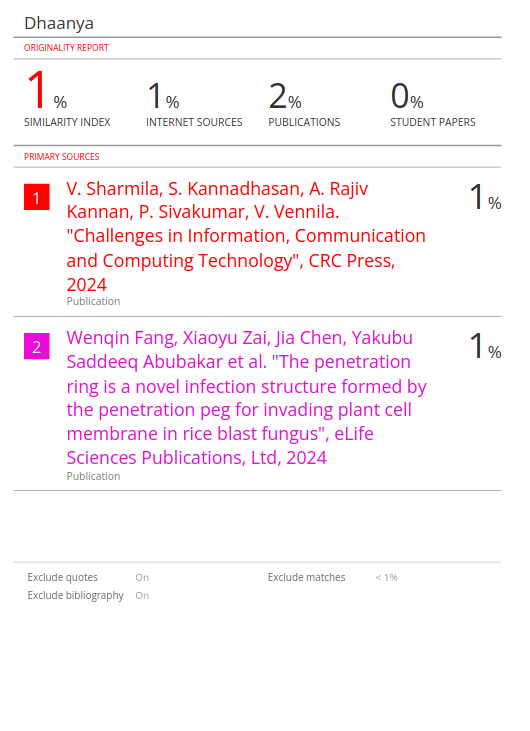 Dhaanya
ORIGINALITY REPORT
1% 1% 2% 0%
SIMILARITY INDEX INTERNET SOURCES PUBLICATIONS STUDENT PAPERS
PRIMARY SOURCES
1 V. Sharmila, S. Kannadhasan, A. Rajiv 1%
Kannan, P. Sivakumar, V. Vennila.
"Challenges in Information, Communication
and Computing Technology", CRC Press,
2024
Publication
2 Wenqin Fang, Xiaoyu Zai, Jia Chen, Yakubu 1%
Saddeeq Abubakar et al. "The penetration
ring is a novel infection structure formed by
the penetration peg for invading plant cell
membrane in rice blast fungus", eLife
Sciences Publications, Ltd, 2024
Publication
Exclude quotes On Exclude matches < 1%
Exclude bibliography On